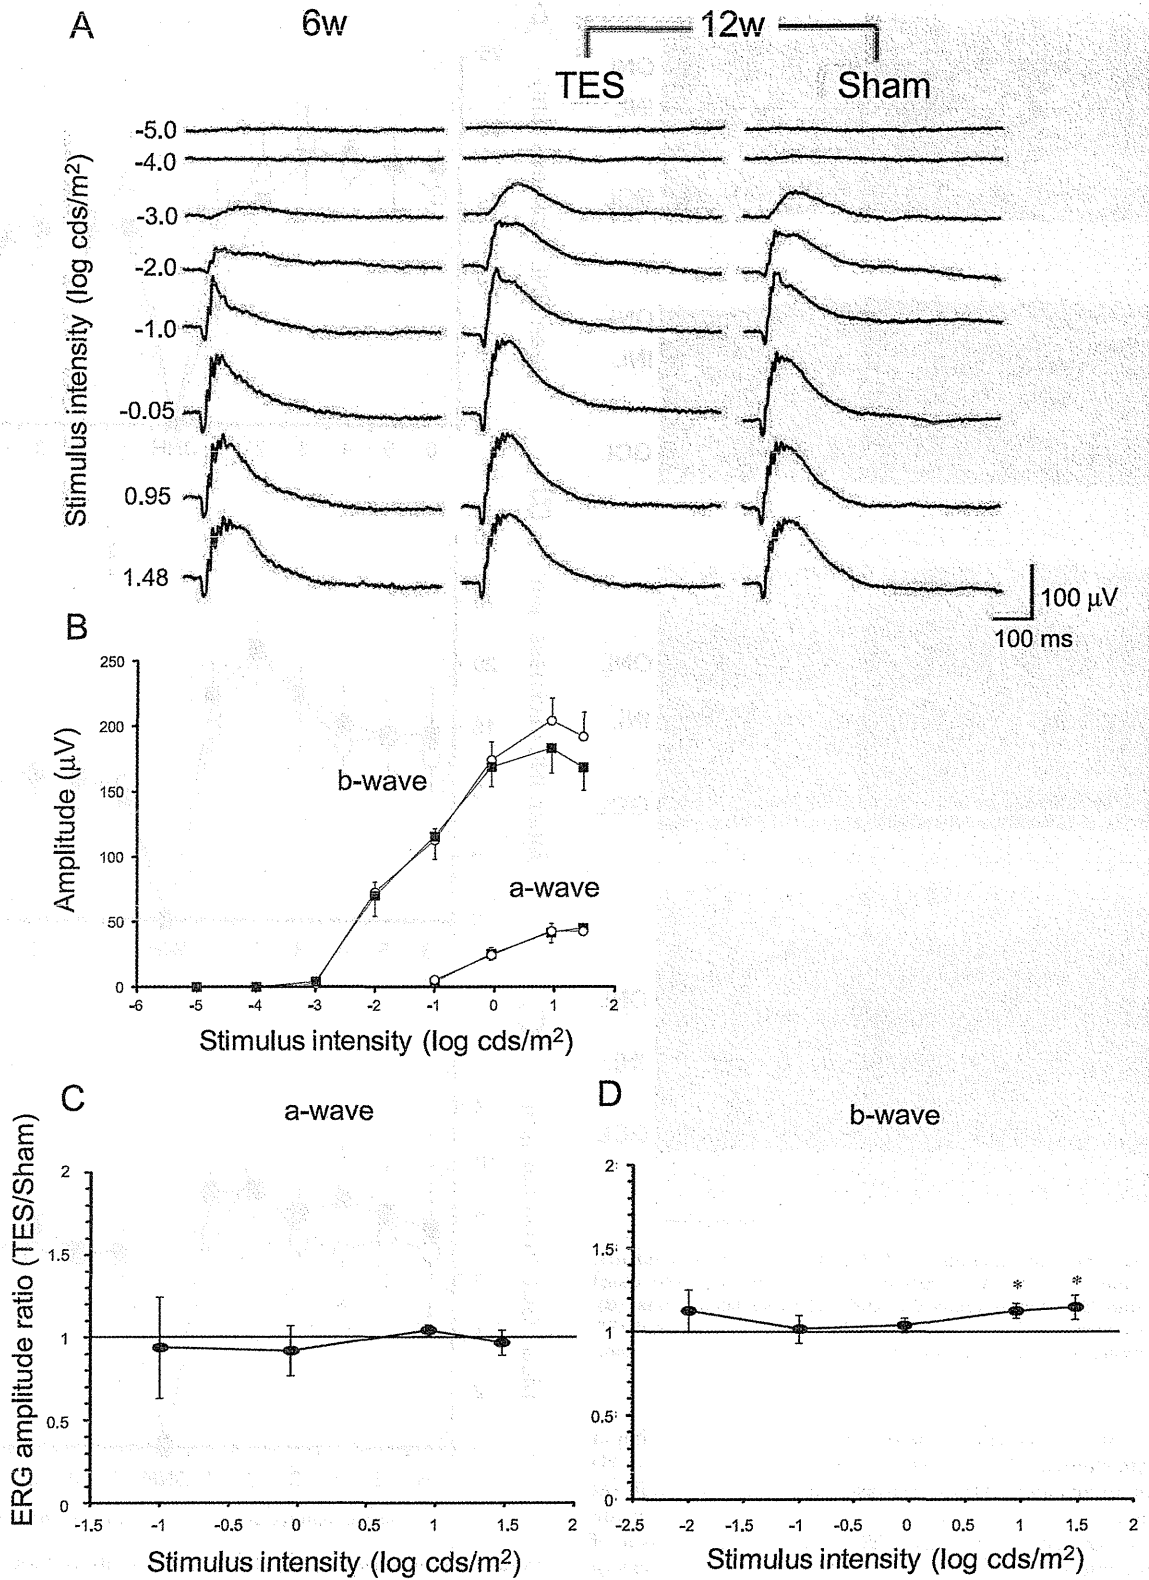 A
6w
12w
TES
Sham
Stimulus intensity (log cds/m2)
-5.0
-4.0
-3.0
-2.0
-1.0
-0.05
0.95
1.48
100 μV
100 ms
B
Amplitude (μV)
250
200
150
100
50
0
b-wave
a-wave
-6 -5 -4 -3 -2 -1 0 1 2
Stimulus intensity (log cds/m2)
C
a-wave
ERG amplitude ratio (TES/Sham)
2
1.5
1
0.5
0
-1.5 -1 -0.5 0 0.5 1 1.5 2
Stimulus intensity (log cds/m2)
D
b-wave
2
1.5
1
0.5
0
* *
-2.5 -2 -1.5 -1 -0.5 0 0.5 1 1.5 2
Stimulus intensity (log cds/m2)